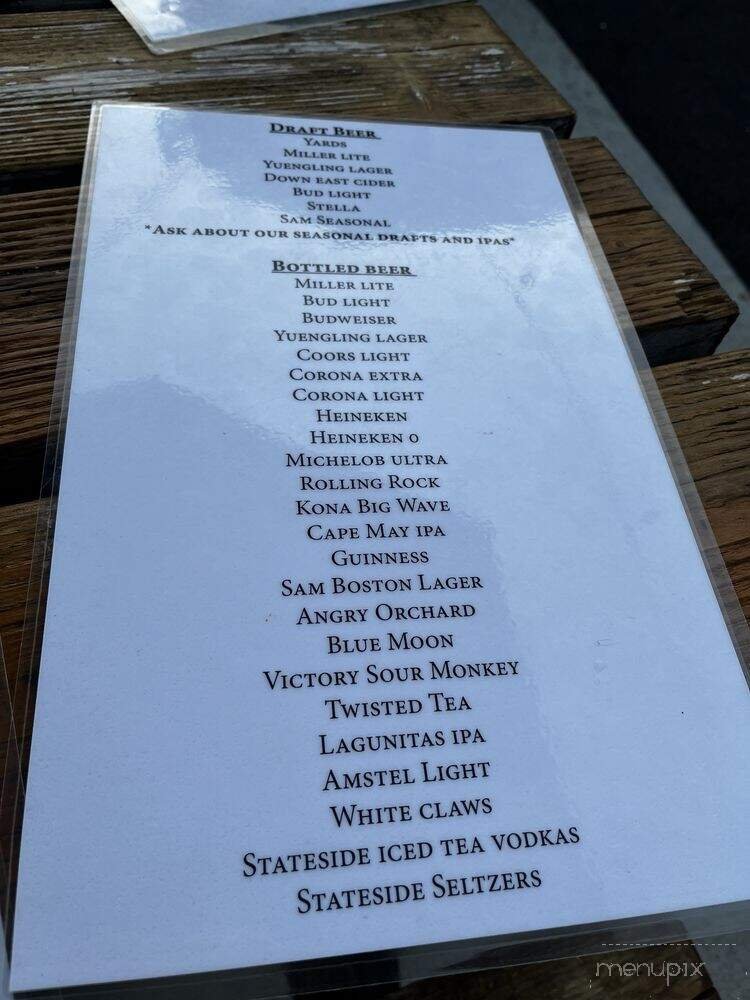 Draft Beer
Yards
Miller lite
Yuengling lager
Down east cider
Bud light
Stella
Sam Seasonal
*Ask about our seasonal drafts and ipas*
Bottled beer
Miller lite
Bud light
Budweiser
Yuengling lager
Coors light
Corona extra
Corona light
Heineken
Heineken 0
Michelob ultra
Rolling Rock
Kona Big Wave
Cape May ipa
Guinness
Sam Boston Lager
Angry Orchard
Blue Moon
Victory Sour Monkey
Twisted Tea
Lagunitas ipa
Amstel Light
White claws
Stateside iced tea vodkas
Stateside Seltzers
menupix